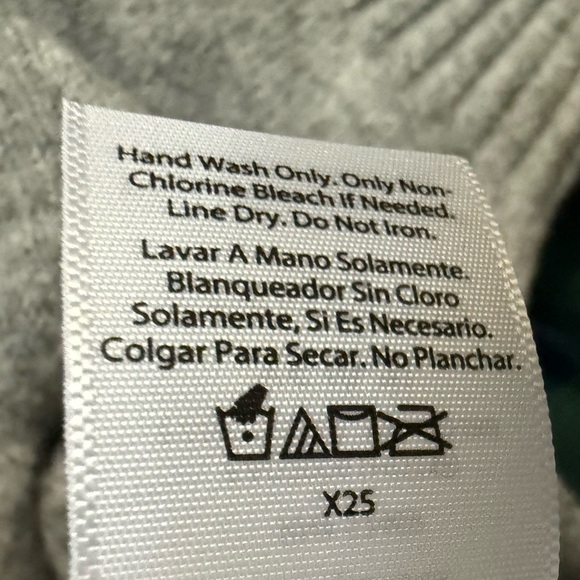 Hand Wash Only. Only Non-
Chlorine Bleach If Needed.
Line Dry. Do Not Iron.
Lavar A Mano Solamente.
Blanqueador Sin Cloro
Solamente, Si Es Necesario.
Colgar Para Secar. No Planchar.
X25